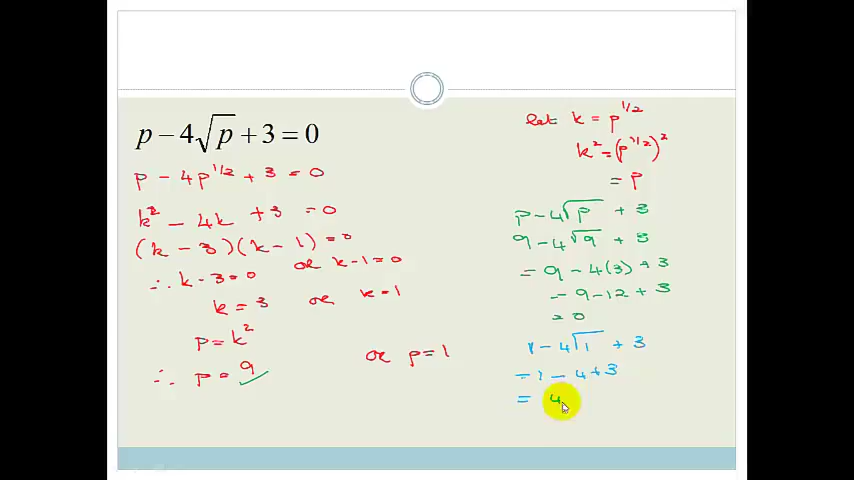 p − 4√p + 3 = 0
p − 4p^1/2 + 3 = 0
k² − 4k + 3 = 0
(k − 3)(k − 1) = 0
∴ k − 3 = 0 or k − 1 = 0
k = 3 or k = 1
p = k²
∴ p = 9 ✓ or p = 1
let k = p^1/2
k² = (p^1/2)²
= p
p − 4√p + 3
9 − 4√9 + 3
= 9 − 4(3) + 3
= 9 − 12 + 3
= 0
1 − 4√1 + 3
= 1 − 4 + 3
= 4